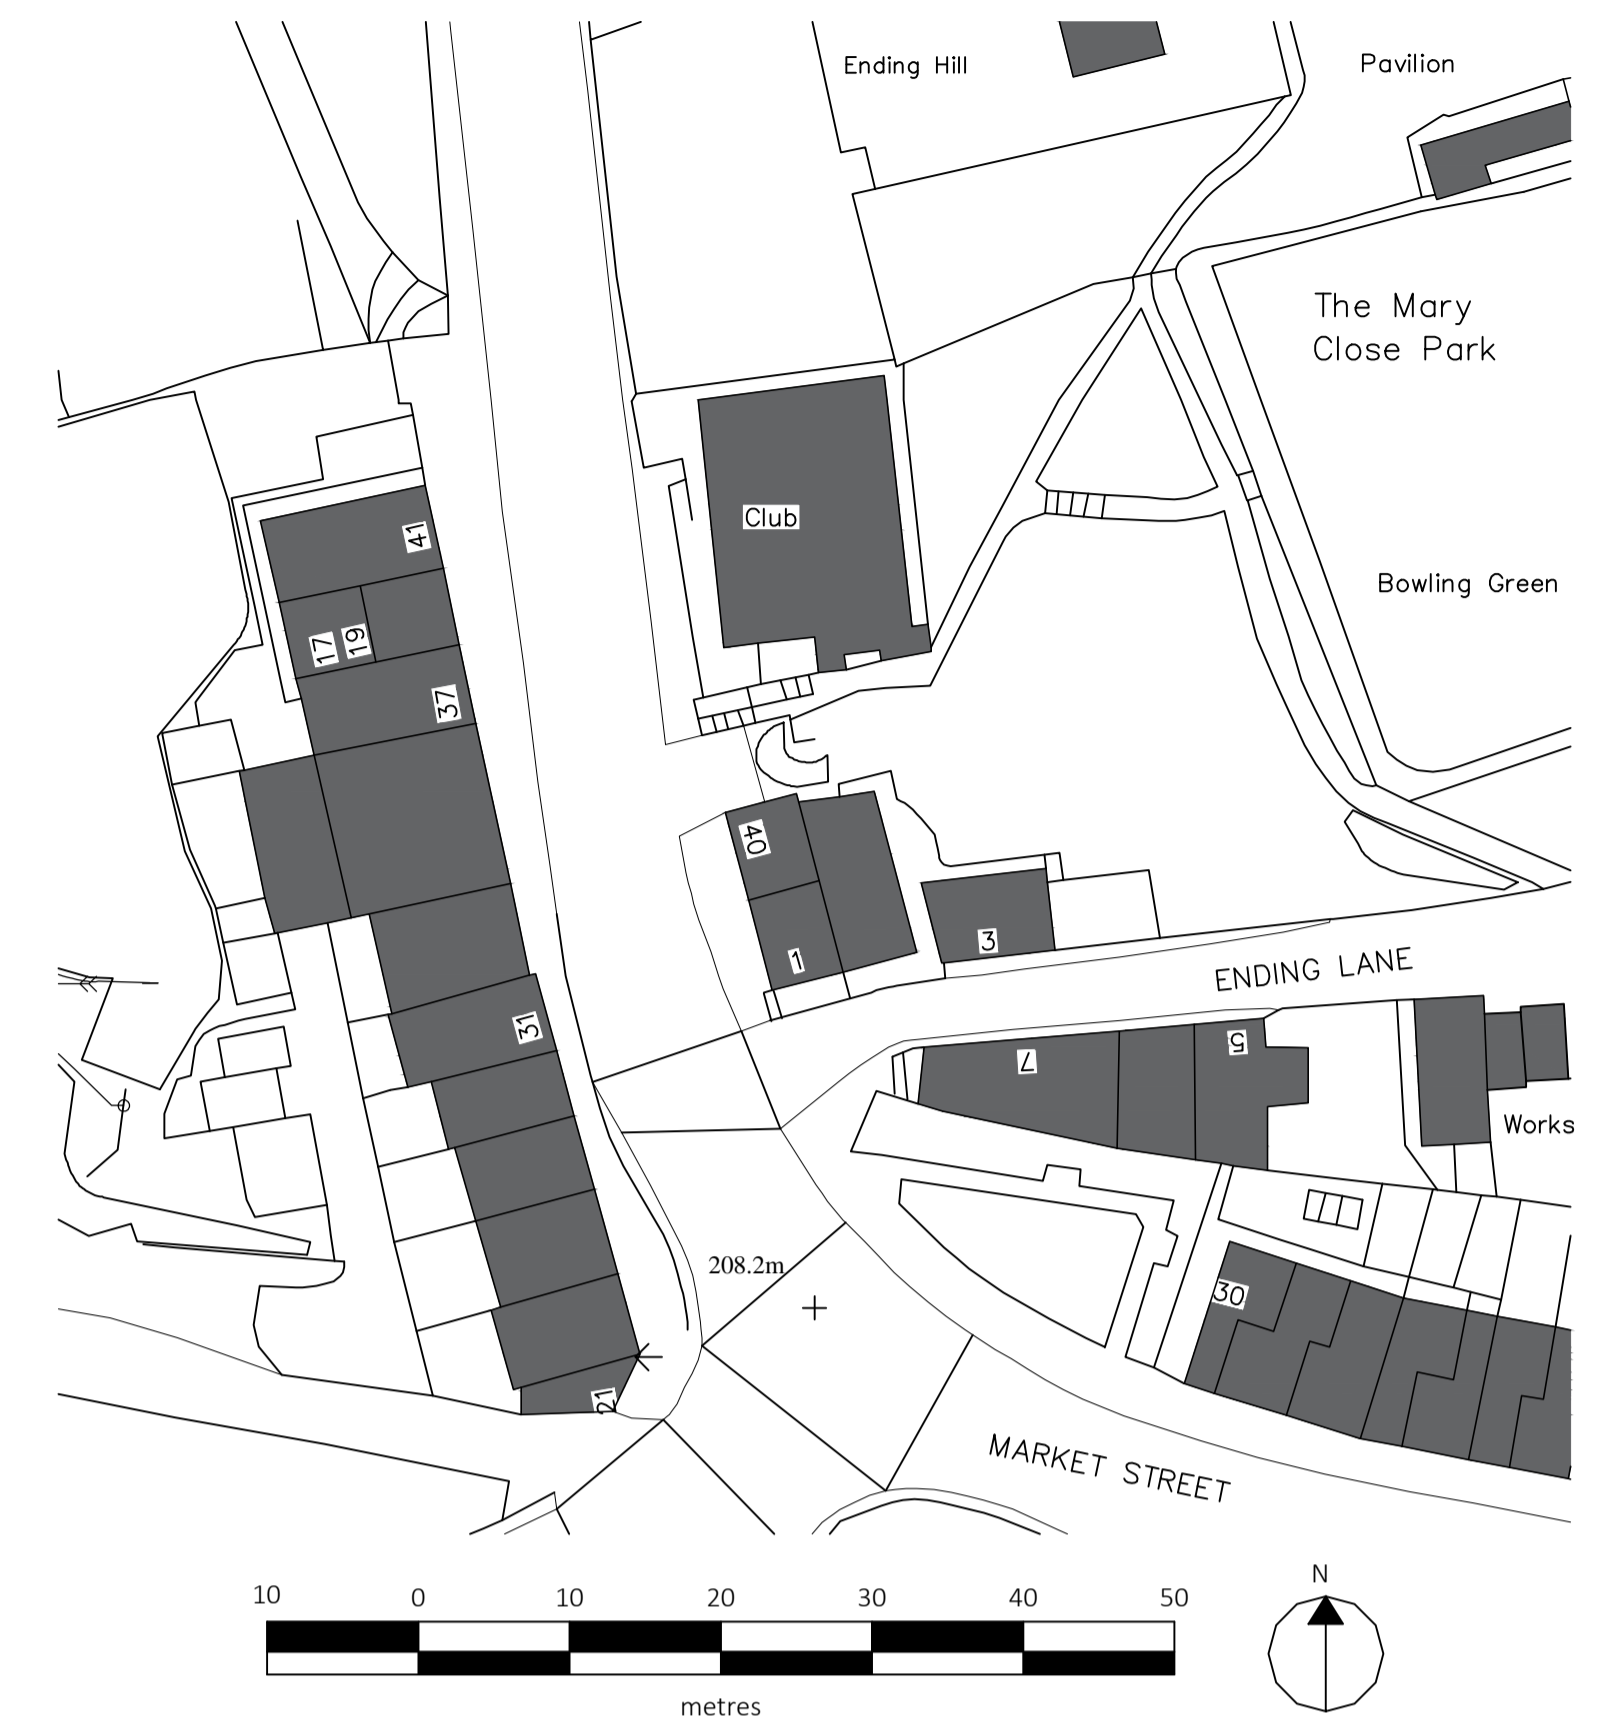 Ending Hill
Pavilion
The Mary
Close Park
Club
41
17
19
Bowling Green
37
40
1
3
ENDING LANE
31
7
5
Works
208.2m
30
21
MARKET STREET
10 0 10 20 30 40 50
metres
N